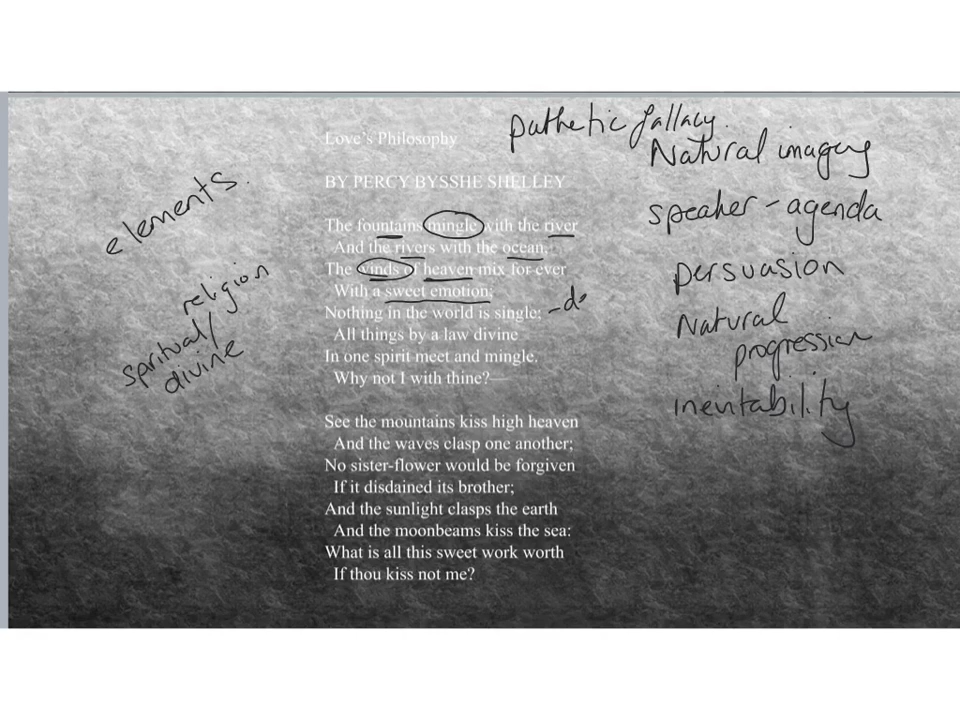 pathetic fallacy
Love's Philosophy
Natural imagery
BY PERCY BYSSHE SHELLEY
elements.
speaker - agenda
The fountains mingle with the river
And the rivers with the ocean,
The winds of heaven mix for ever
With a sweet emotion;
Nothing in the world is single;
All things by a law divine
In one spirit meet and mingle.
Why not I with thine?—
persuasion
religion
spiritual/
divine
Natural
progression
inevitability
See the mountains kiss high heaven
And the waves clasp one another;
No sister-flower would be forgiven
If it disdained its brother;
And the sunlight clasps the earth
And the moonbeams kiss the sea:
What is all this sweet work worth
If thou kiss not me?